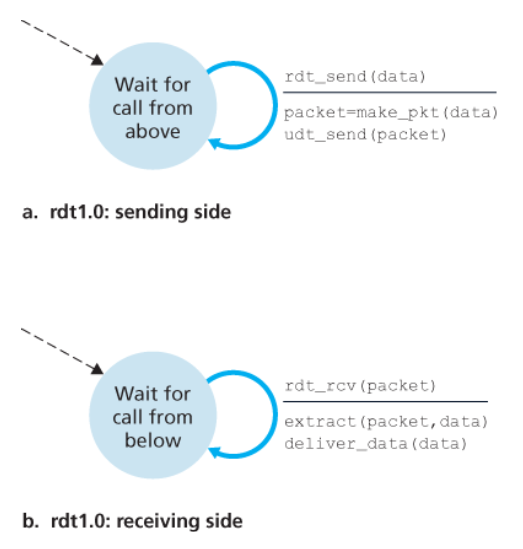 Wait for
call from
above
rdt_send(data)
packet=make_pkt(data)
udt_send(packet)
a. rdt1.0: sending side
Wait for
call from
below
rdt_rcv(packet)
extract(packet,data)
deliver_data(data)
b. rdt1.0: receiving side